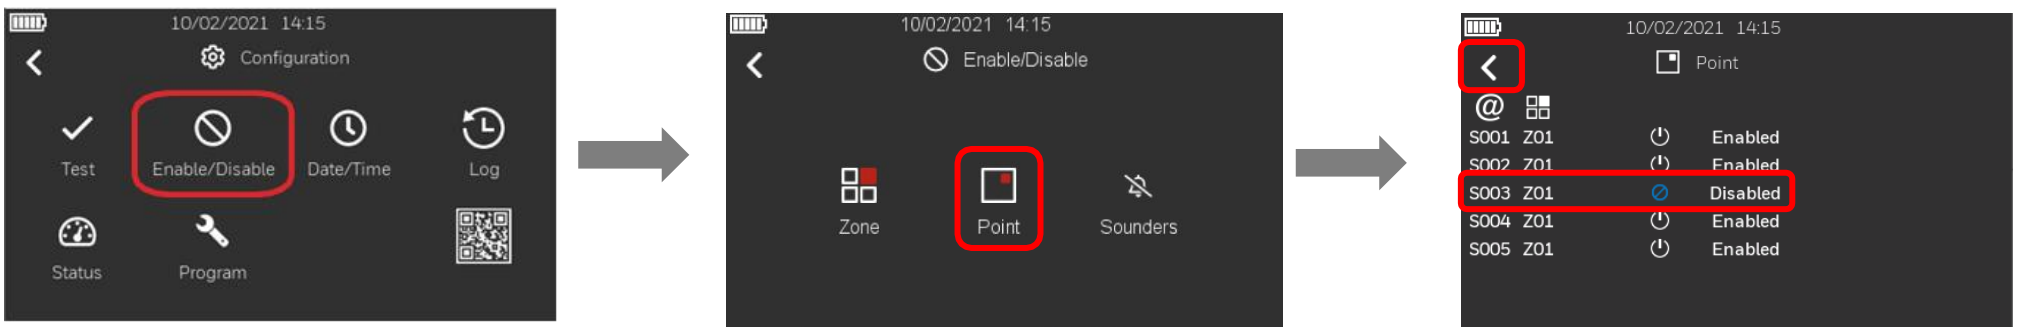 10/02/2021 14:15
Configuration
Test
Enable/Disable
Date/Time
Log
Status
Program
10/02/2021 14:15
Enable/Disable
Zone
Point
Sounders
10/02/2021 14:15
Point
@
S001 Z01 Enabled
S002 Z01 Enabled
S003 Z01 Disabled
S004 Z01 Enabled
S005 Z01 Enabled